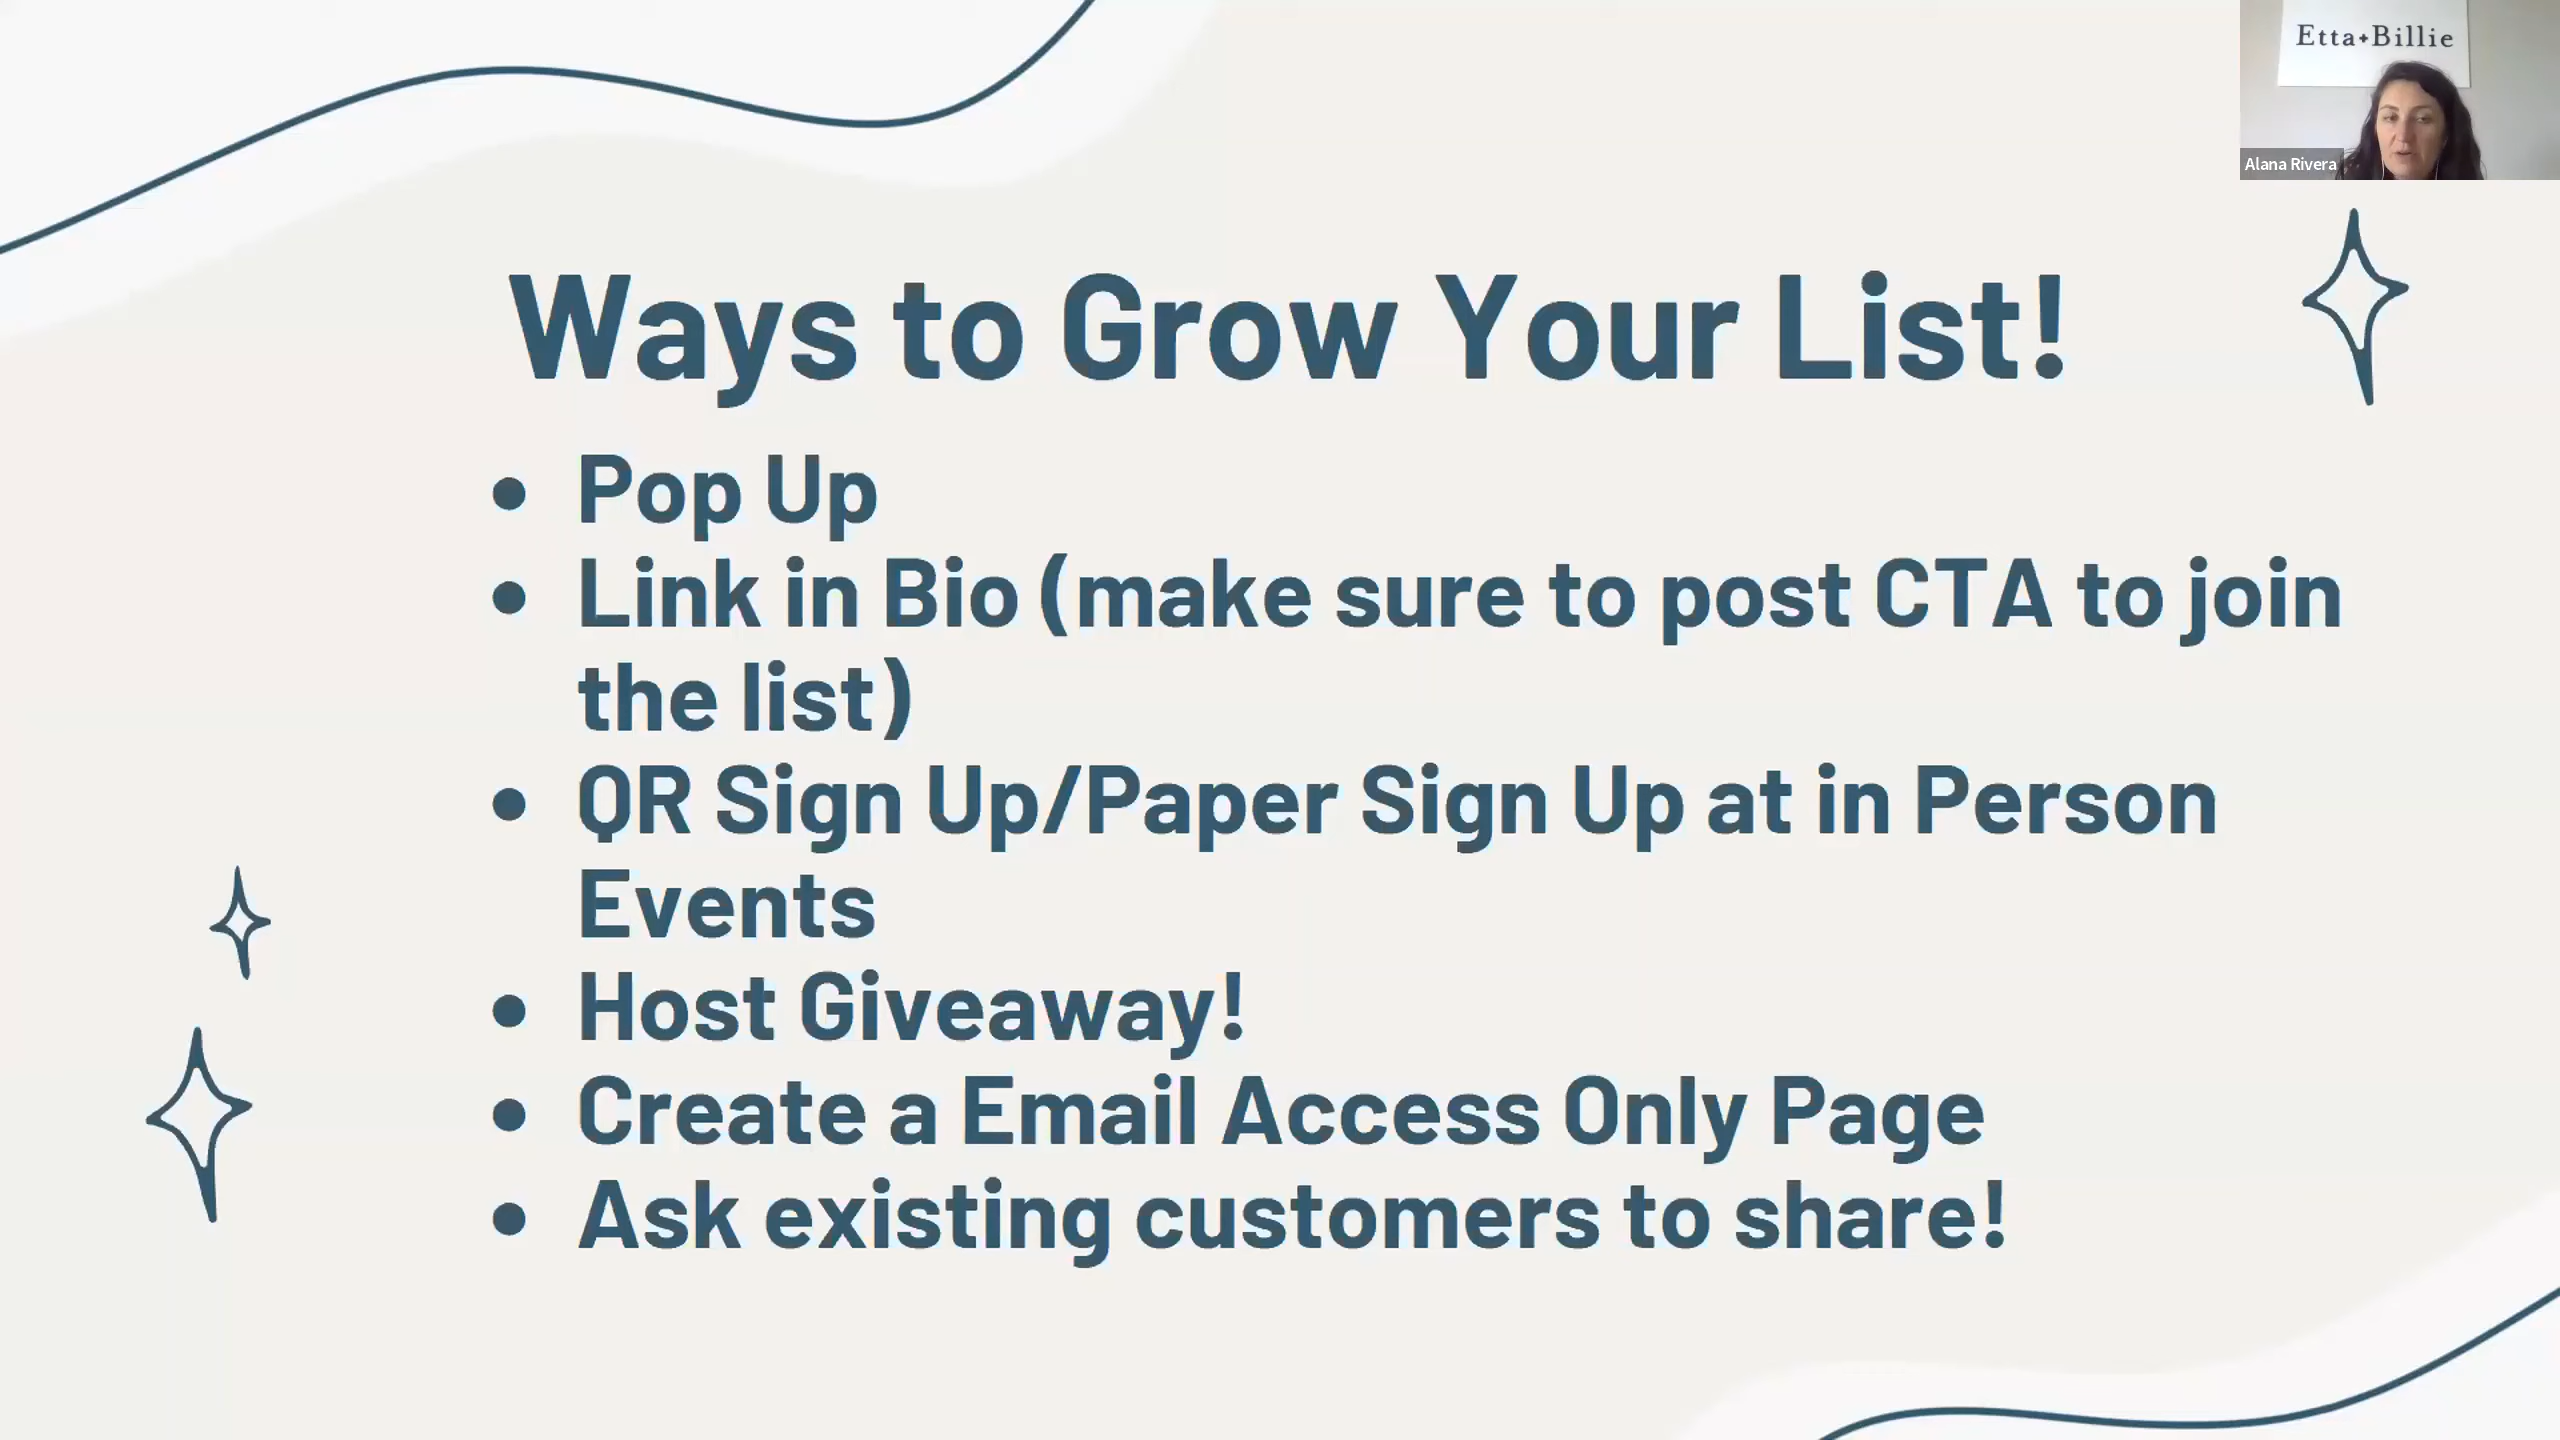 Etta+Billie
Alana Rivera
Ways to Grow Your List!
• Pop Up
• Link in Bio (make sure to post CTA to join
the list)
• QR Sign Up/Paper Sign Up at in Person
Events
• Host Giveaway!
• Create a Email Access Only Page
• Ask existing customers to share!